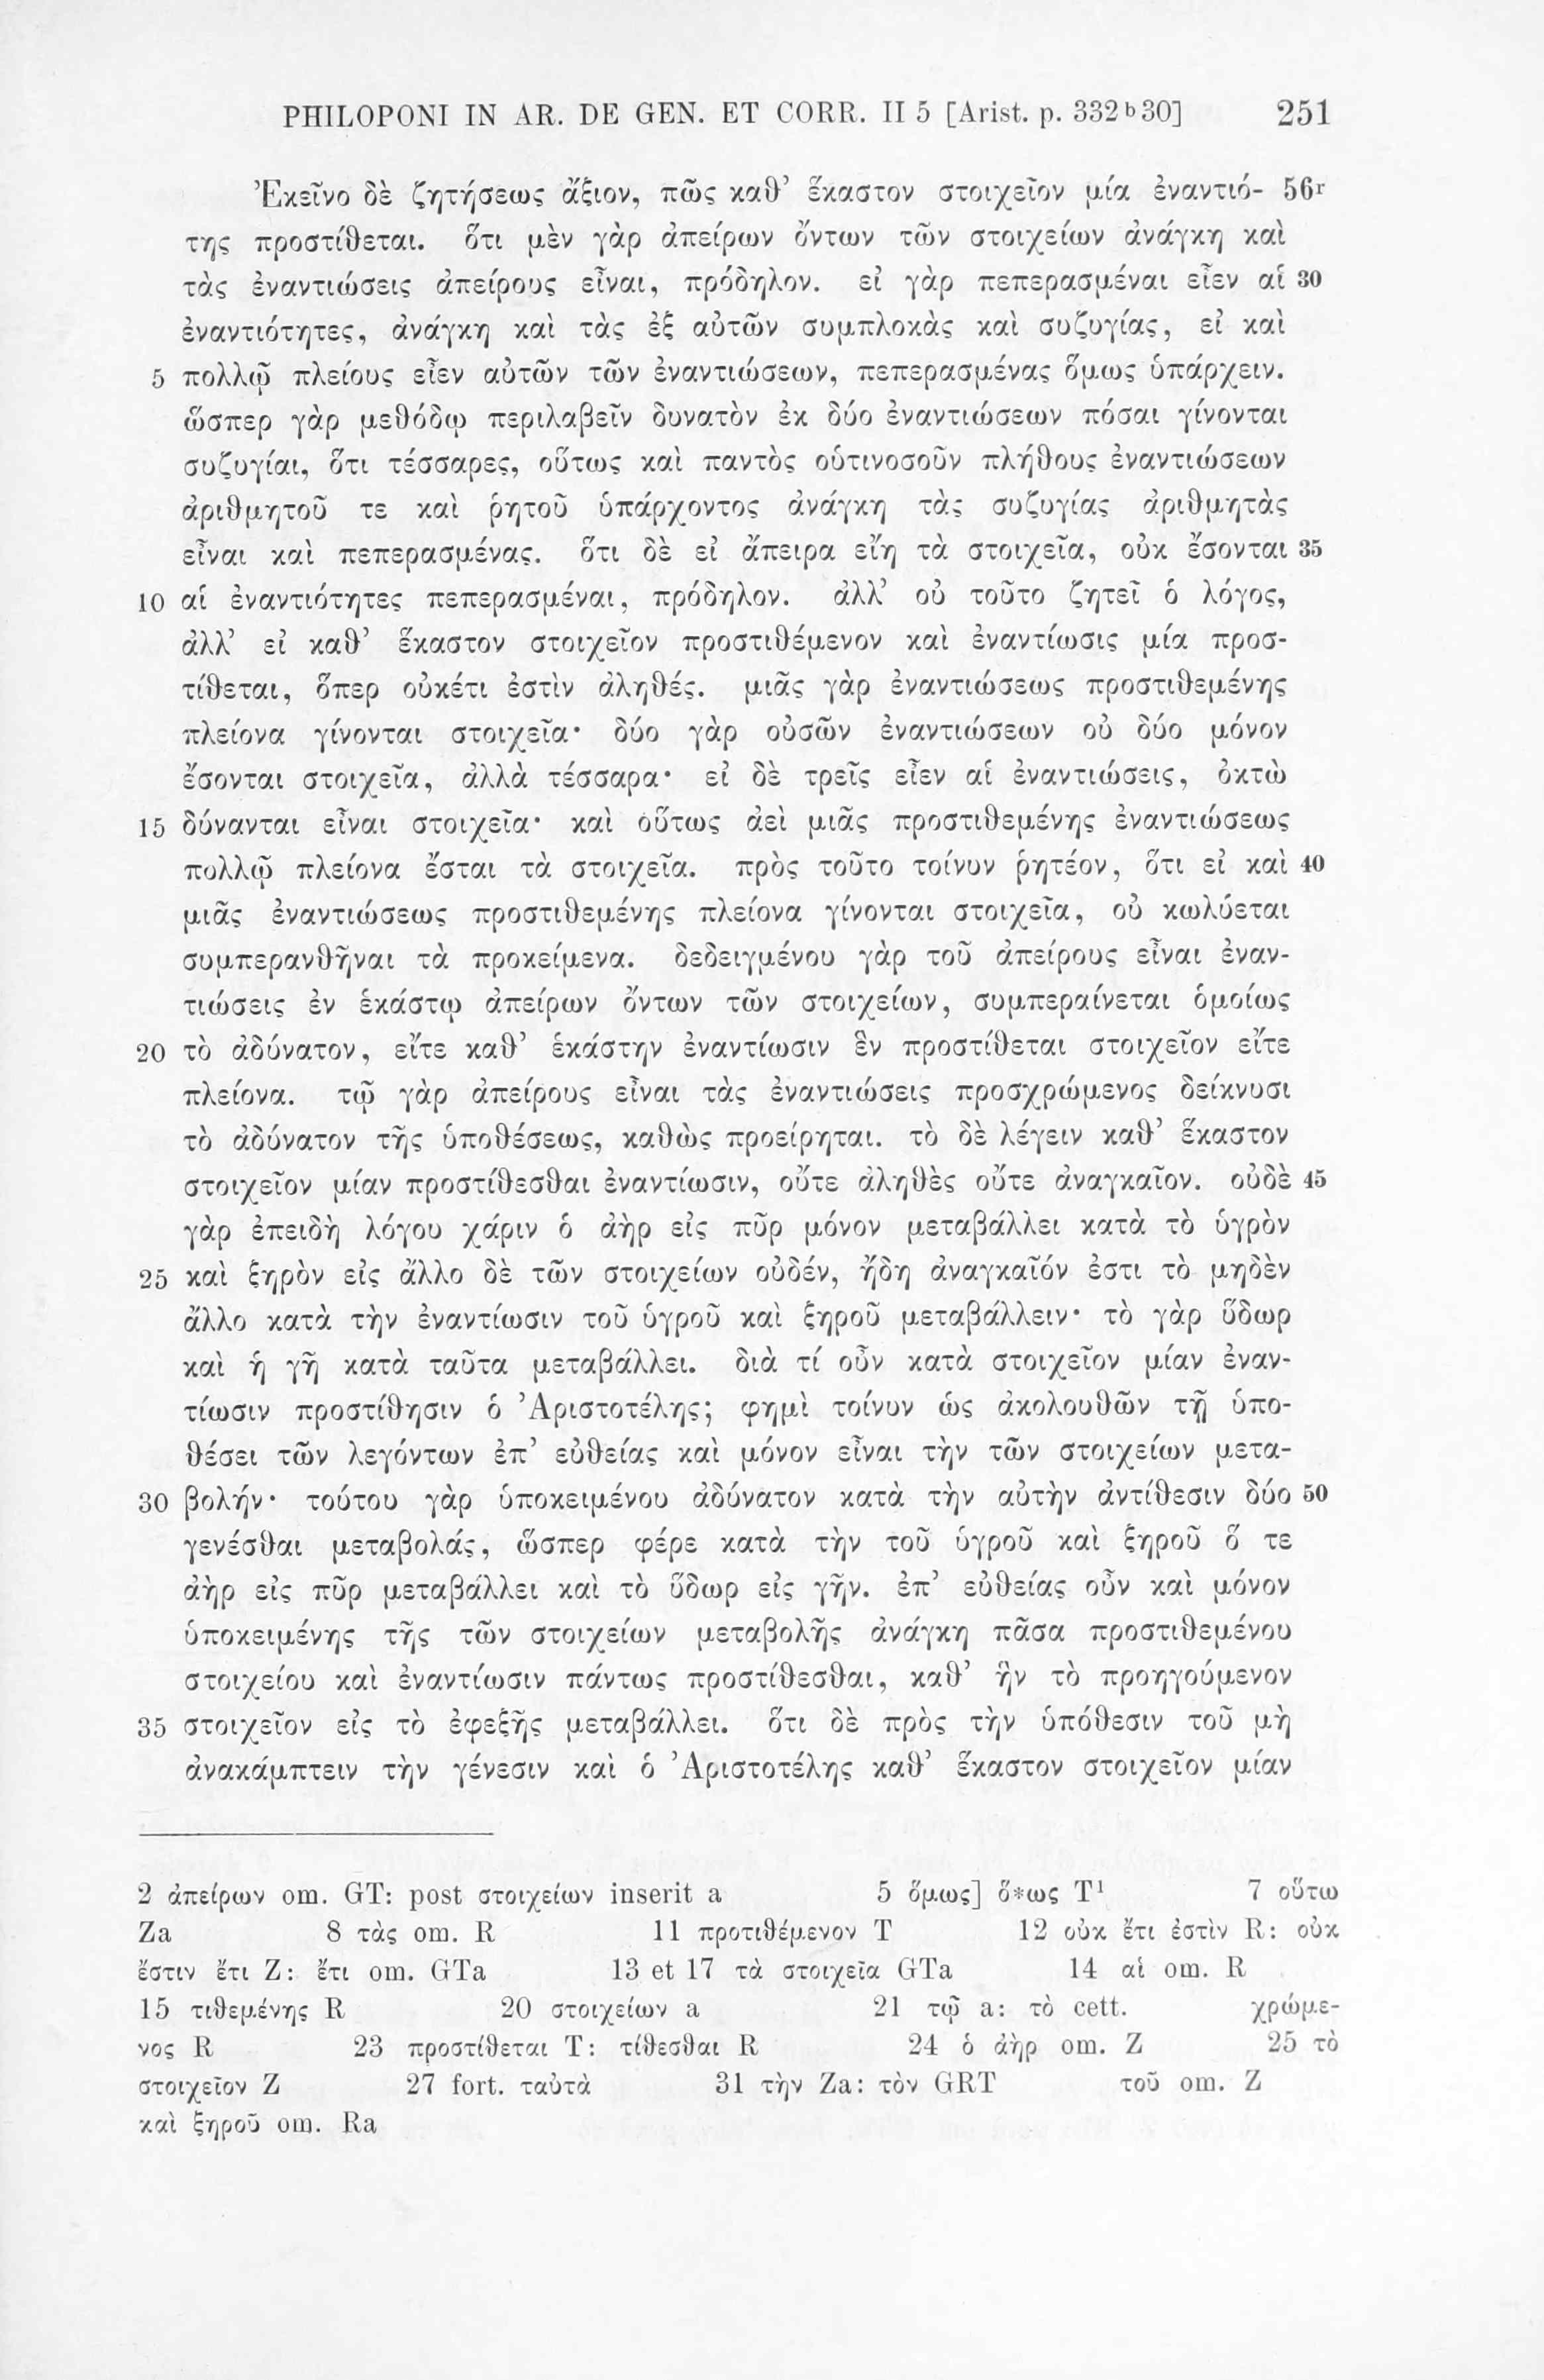 PHILOPONI IN AR. DE GEN. ET CORR. II 5 [Arist. p. 332ᵇ30] 251
Ἐκεῖνο δὲ ζητήσεως ἄξιον, πῶς καθ’ ἕκαστον στοιχεῖον μία ἐναντιό- 56ʳ
της προστίθεται. ὅτι μὲν γὰρ ἀπείρων ὄντων τῶν στοιχείων ἀνάγκη καὶ
τὰς ἐναντιώσεις ἀπείρους εἶναι, πρόδηλον. εἰ γὰρ πεπερασμέναι εἶεν αἱ 30
ἐναντιότητες, ἀνάγκη καὶ τὰς ἐξ αὐτῶν συμπλοκὰς καὶ συζυγίας, εἰ καὶ
5 πολλῷ πλείους εἶεν αὐτῶν τῶν ἐναντιώσεων, πεπερασμένας ὅμως ὑπάρχειν.
ὥσπερ γὰρ μεθόδῳ περιλαβεῖν δυνατὸν ἐκ δύο ἐναντιώσεων πόσαι γίνονται
συζυγίαι, ὅτι τέσσαρες, οὕτως καὶ παντὸς οὑτινοσοῦν πλήθους ἐναντιώσεων
ἀριθμητοῦ τε καὶ ῥητοῦ ὑπάρχοντος ἀνάγκη τὰς συζυγίας ἀριθμητὰς
εἶναι καὶ πεπερασμένας. ὅτι δὲ εἰ ἄπειρα εἴη τὰ στοιχεῖα, οὐκ ἔσονται 35
10 αἱ ἐναντιότητες πεπερασμέναι, πρόδηλον. ἀλλ’ οὐ τοῦτο ζητεῖ ὁ λόγος,
ἀλλ’ εἰ καθ’ ἕκαστον στοιχεῖον προστιθέμενον καὶ ἐναντίωσις μία προσ-
τίθεται, ὅπερ οὐκέτι ἐστὶν ἀληθές. μιᾶς γὰρ ἐναντιώσεως προστιθεμένης
πλείονα γίνονται στοιχεῖα· δύο γὰρ οὐσῶν ἐναντιώσεων οὐ δύο μόνον
ἔσονται στοιχεῖα, ἀλλὰ τέσσαρα· εἰ δὲ τρεῖς εἶεν αἱ ἐναντιώσεις, ὀκτὼ
15 δύνανται εἶναι στοιχεῖα· καὶ οὕτως ἀεὶ μιᾶς προστιθεμένης ἐναντιώσεως
πολλῷ πλείονα ἔσται τὰ στοιχεῖα. πρὸς τοῦτο τοίνυν ῥητέον, ὅτι εἰ καὶ 40
μιᾶς ἐναντιώσεως προστιθεμένης πλείονα γίνονται στοιχεῖα, οὐ κωλύεται
συμπερανθῆναι τὰ προκείμενα. δεδειγμένου γὰρ τοῦ ἀπείρους εἶναι ἐναν-
τιώσεις ἐν ἑκάστῳ ἀπείρων ὄντων τῶν στοιχείων, συμπεραίνεται ὁμοίως
20 τὸ ἀδύνατον, εἴτε καθ’ ἑκάστην ἐναντίωσιν ἓν προστίθεται στοιχεῖον εἴτε
πλείονα. τῷ γὰρ ἀπείρους εἶναι τὰς ἐναντιώσεις προσχρώμενος δείκνυσι
τὸ ἀδύνατον τῆς ὑποθέσεως, καθὼς προείρηται. τὸ δὲ λέγειν καθ’ ἕκαστον
στοιχεῖον μίαν προστίθεσθαι ἐναντίωσιν, οὔτε ἀληθὲς οὔτε ἀναγκαῖον. οὐδὲ 45
γὰρ ἐπειδὴ λόγου χάριν ὁ ἀὴρ εἰς πῦρ μόνον μεταβάλλει κατὰ τὸ ὑγρὸν
25 καὶ ξηρὸν εἰς ἄλλο δὲ τῶν στοιχείων οὐδέν, ἤδη ἀναγκαῖόν ἐστι τὸ μηδὲν
ἄλλο κατὰ τὴν ἐναντίωσιν τοῦ ὑγροῦ καὶ ξηροῦ μεταβάλλειν· τὸ γὰρ ὕδωρ
καὶ ἡ γῆ κατὰ ταῦτα μεταβάλλει. διὰ τί οὖν κατὰ στοιχεῖον μίαν ἐναν-
τίωσιν προστίθησιν ὁ Ἀριστοτέλης; φημὶ τοίνυν ὡς ἀκολουθῶν τῇ ὑπο-
θέσει τῶν λεγόντων ἐπ’ εὐθείας καὶ μόνον εἶναι τὴν τῶν στοιχείων μετα-
30 βολήν· τούτου γὰρ ὑποκειμένου ἀδύνατον κατὰ τὴν αὐτὴν ἀντίθεσιν δύο 50
γενέσθαι μεταβολάς, ὥσπερ φέρε κατὰ τὴν τοῦ ὑγροῦ καὶ ξηροῦ ὅ τε
ἀὴρ εἰς πῦρ μεταβάλλει καὶ τὸ ὕδωρ εἰς γῆν. ἐπ’ εὐθείας οὖν καὶ μόνον
ὑποκειμένης τῆς τῶν στοιχείων μεταβολῆς ἀνάγκη πᾶσα προστιθεμένου
στοιχείου καὶ ἐναντίωσιν πάντως προστίθεσθαι, καθ’ ἣν τὸ προηγούμενον
35 στοιχεῖον εἰς τὸ ἐφεξῆς μεταβάλλει. ὅτι δὲ πρὸς τὴν ὑπόθεσιν τοῦ μὴ
ἀνακάμπτειν τὴν γένεσιν καὶ ὁ Ἀριστοτέλης καθ’ ἕκαστον στοιχεῖον μίαν
2 ἀπείρων om. GT: post στοιχείων inserit a 5 ὅμως] ὅ*ως T¹ 7 οὕτω
Za 8 τὰς om. R 11 προτιθέμενον T 12 οὐκ ἔτι ἐστὶν R: οὐκ
ἔστιν ἔτι Z: ἔτι om. GTa 13 et 17 τὰ στοιχεῖα GTa 14 αἱ om. R
15 τιθεμένης R 20 στοιχείων a 21 τῷ a: τὸ cett. χρώμε-
νος R 23 προστίθεται T: τίθεσθαι R 24 ὁ ἀὴρ om. Z 25 τὸ
στοιχεῖον Z 27 fort. ταὐτὰ 31 τὴν Za: τὸν GRT τοῦ om. Z
καὶ ξηροῦ om. Ra